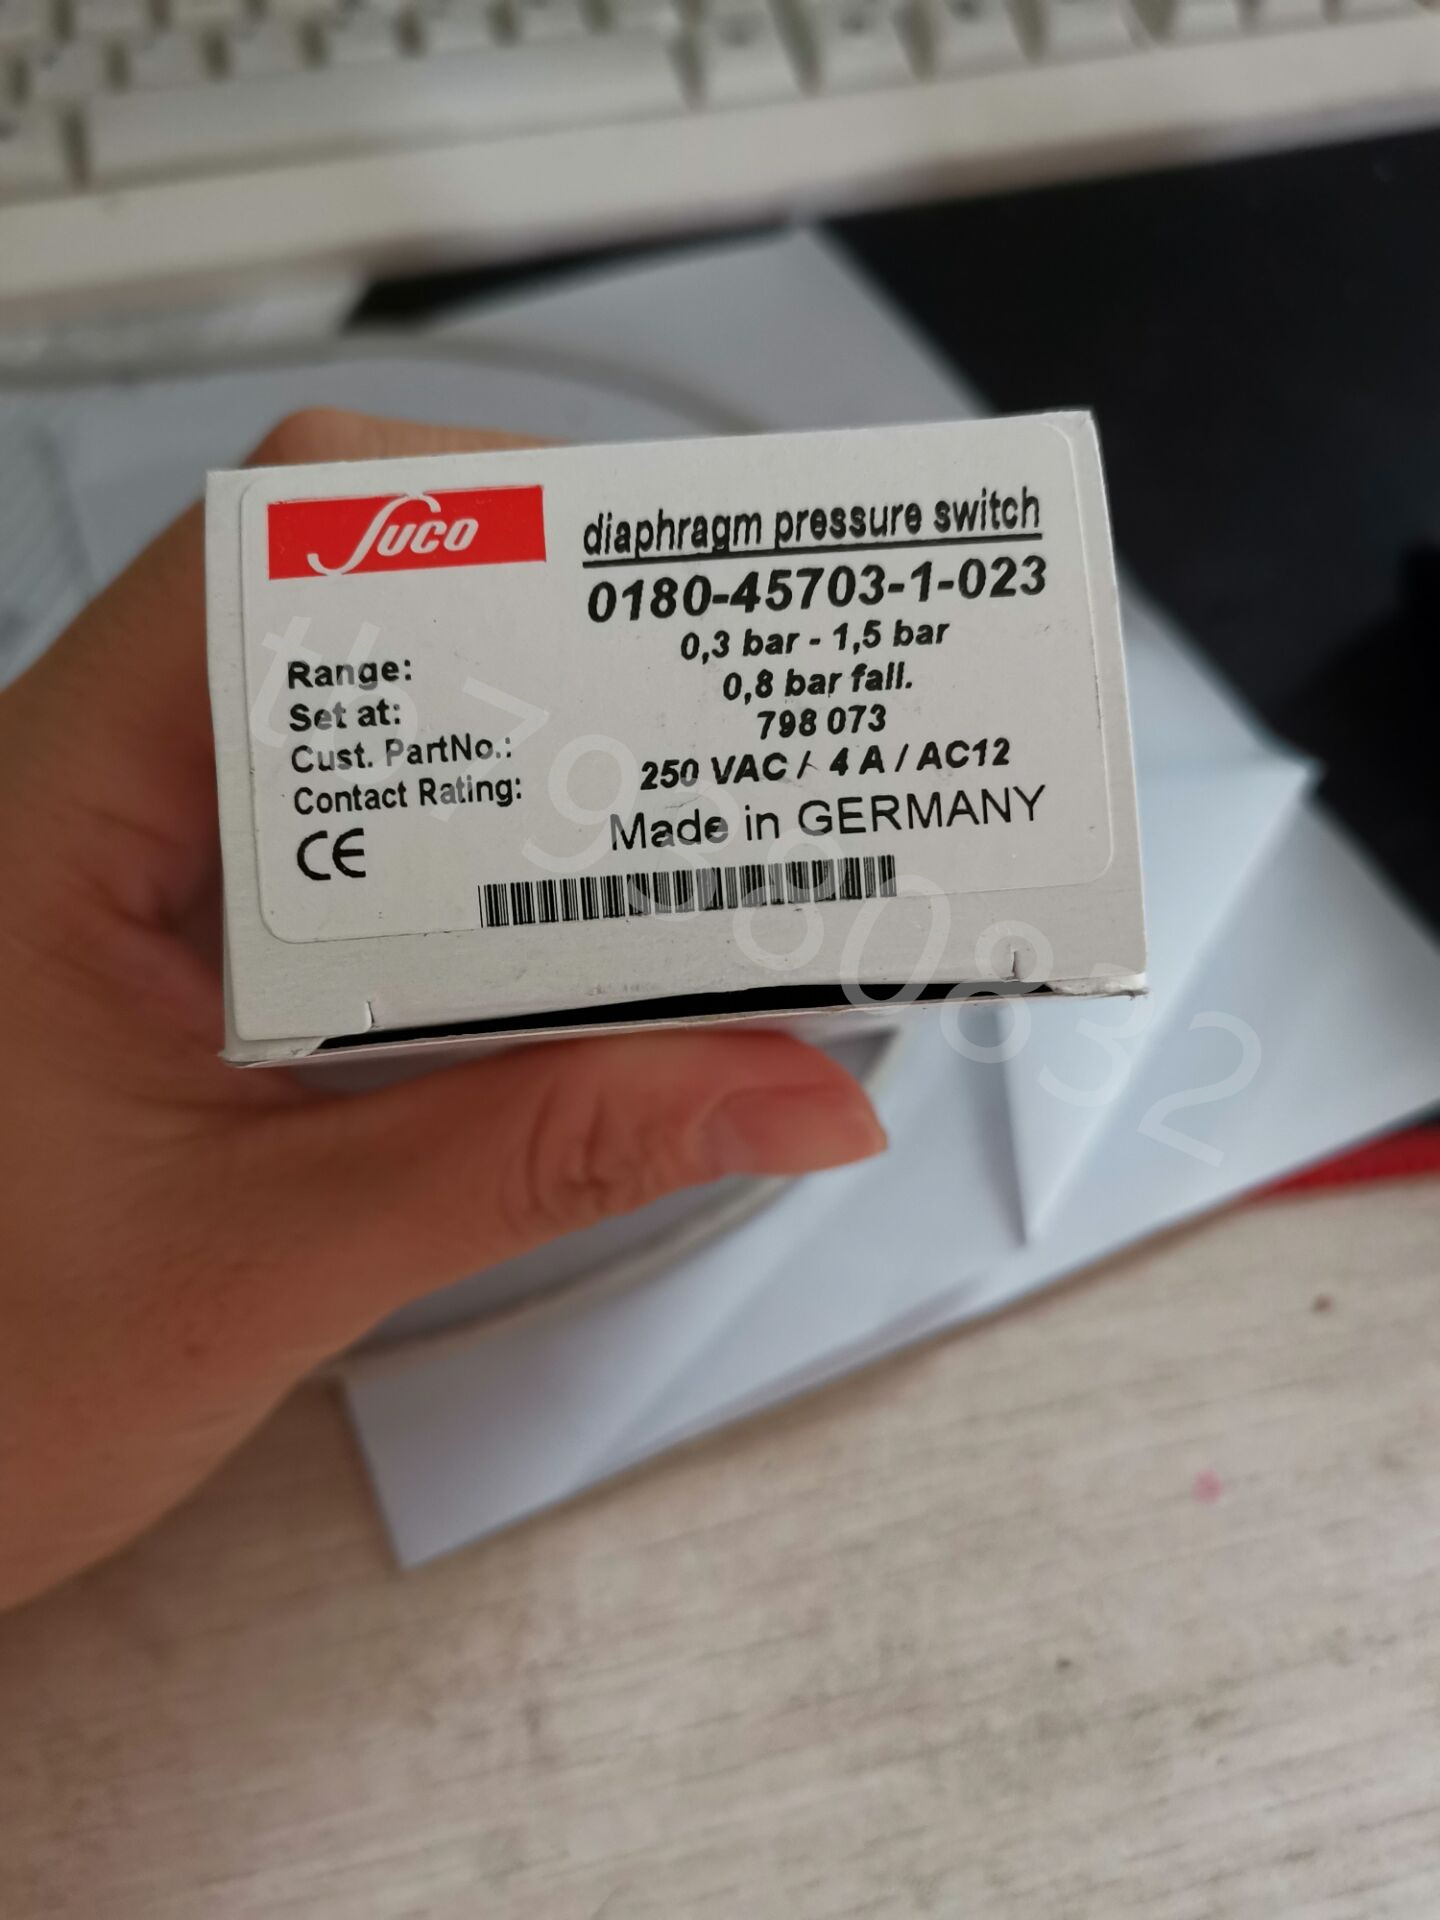 Suco
diaphragm pressure switch
0180-45703-1-023
Range: 0,3 bar - 1,5 bar
Set at: 0,8 bar fall.
Cust. PartNo.: 798 073
Contact Rating: 250 VAC / 4 A / AC12
CE Made in GERMANY
tb79380832